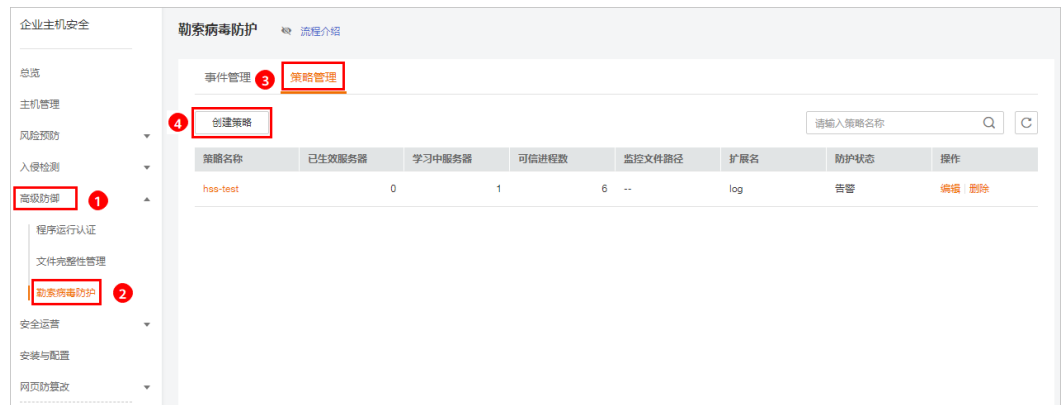 企业主机安全
总览
主机管理
风险预防
入侵检测
高级防御 1
程序运行认证
文件完整性管理
勒索病毒防护 2
安全运营
安装与配置
网页防篡改
勒索病毒防护 流程介绍
事件管理 3 策略管理
4 创建策略 请输入策略名称
策略名称 已生效服务器 学习中服务器 可信进程数 监控文件路径 扩展名 防护状态 操作
hss-test 0 1 6 -- log 告警 编辑 删除